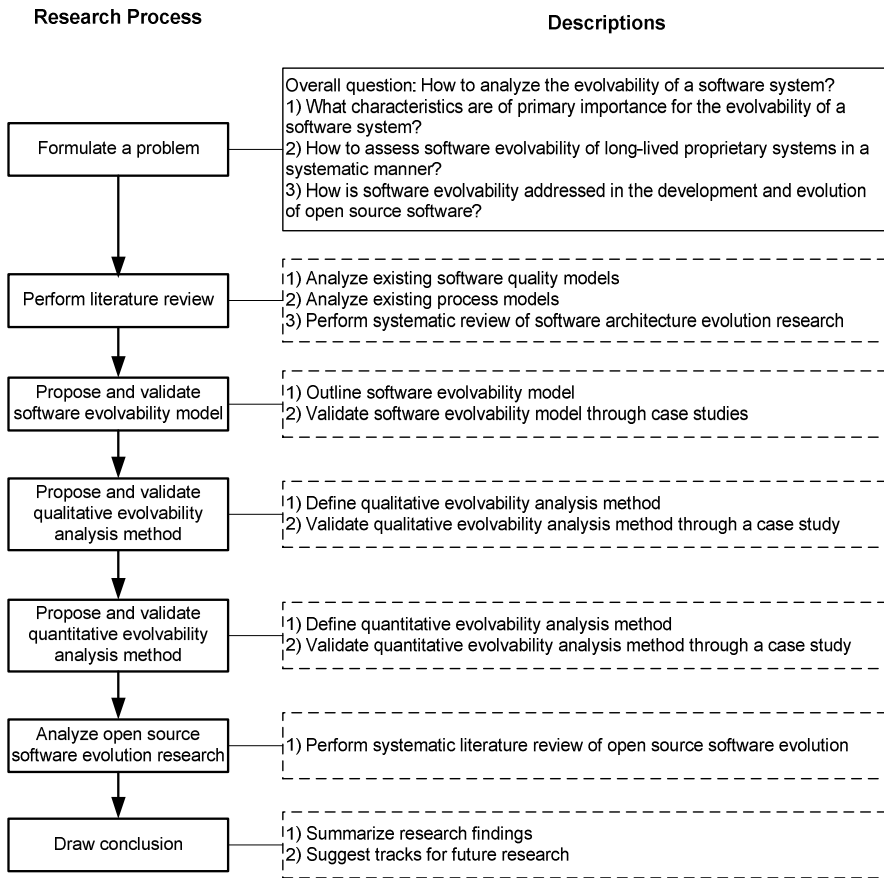 Research Process
Descriptions
Formulate a problem
Overall question: How to analyze the evolvability of a software system?
1) What characteristics are of primary importance for the evolvability of a
software system?
2) How to assess software evolvability of long-lived proprietary systems in a
systematic manner?
3) How is software evolvability addressed in the development and evolution
of open source software?
Perform literature review
1) Analyze existing software quality models
2) Analyze existing process models
3) Perform systematic review of software architecture evolution research
Propose and validate
software evolvability model
1) Outline software evolvability model
2) Validate software evolvability model through case studies
Propose and validate
qualitative evolvability
analysis method
1) Define qualitative evolvability analysis method
2) Validate qualitative evolvability analysis method through a case study
Propose and validate
quantitative evolvability
analysis method
1) Define quantitative evolvability analysis method
2) Validate quantitative evolvability analysis method through a case study
Analyze open source
software evolution research
1) Perform systematic literature review of open source software evolution
Draw conclusion
1) Summarize research findings
2) Suggest tracks for future research